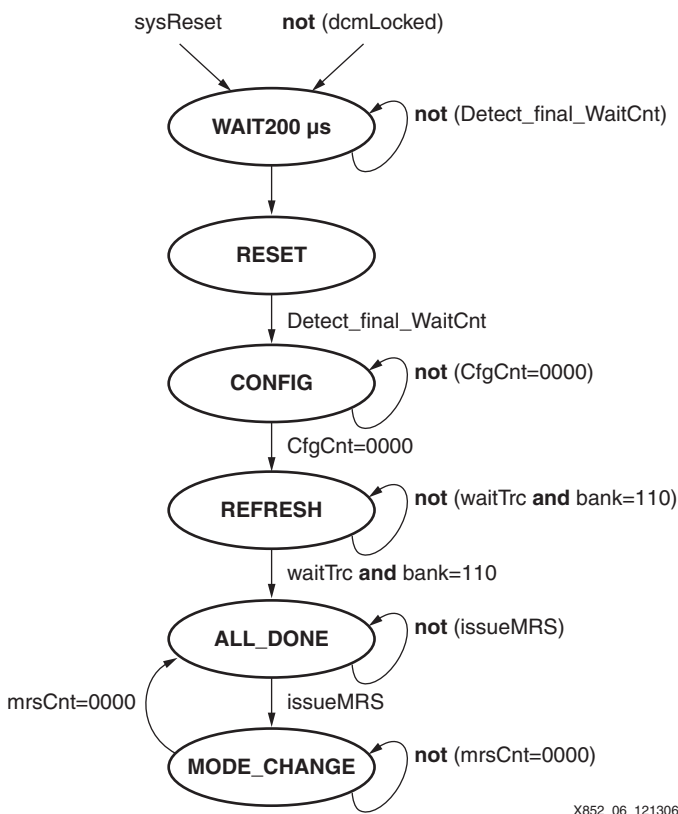 sysReset
not (dcmLocked)
WAIT200 µs
not (Detect_final_WaitCnt)
RESET
Detect_final_WaitCnt
CONFIG
not (CfgCnt=0000)
CfgCnt=0000
REFRESH
not (waitTrc and bank=110)
waitTrc and bank=110
ALL_DONE
not (issueMRS)
mrsCnt=0000
issueMRS
MODE_CHANGE
not (mrsCnt=0000)
X852_06_121306